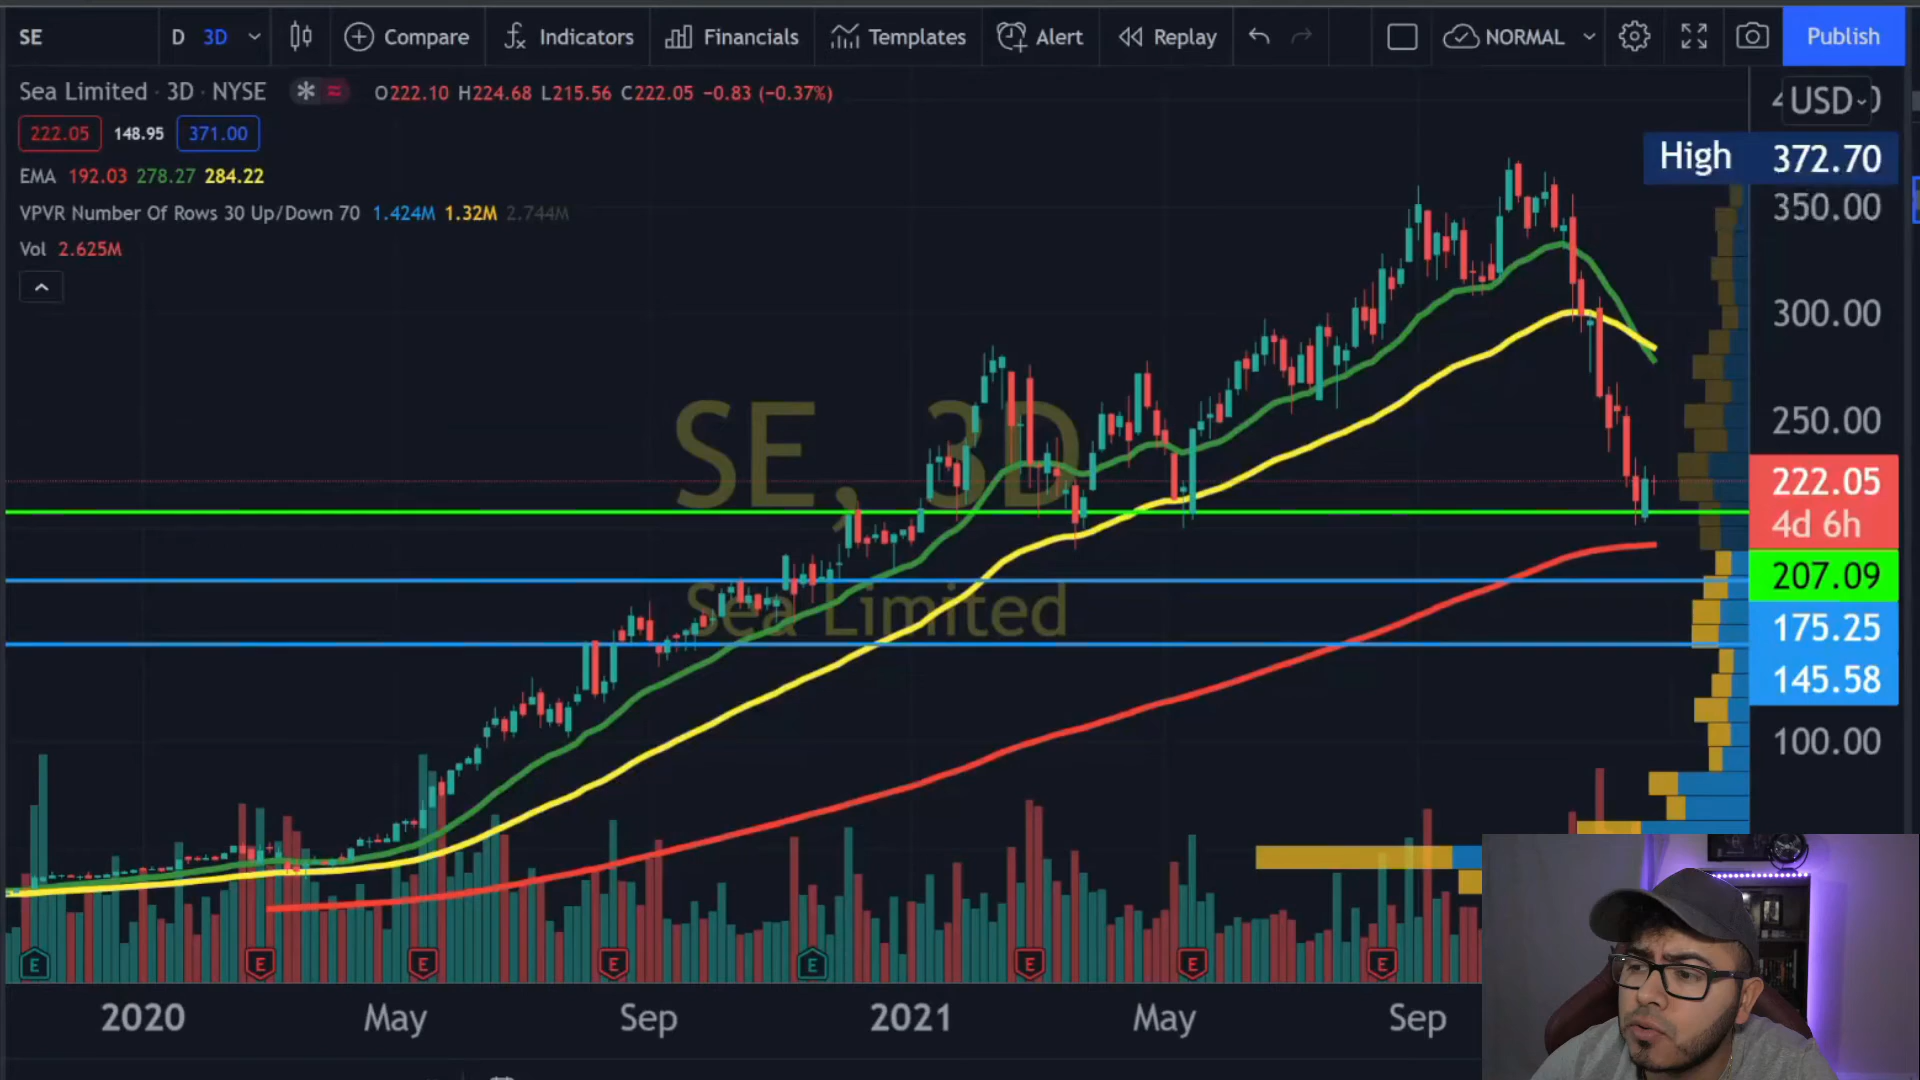 SE
D 3D
Compare
Indicators
Financials
Templates
Alert
Replay
NORMAL
Publish
Sea Limited · 3D · NYSE
O222.10 H224.68 L215.56 C222.05 −0.83 (−0.37%)
222.05 148.95 371.00
EMA 192.03 278.27 284.22
VPVR Number Of Rows 30 Up/Down 70 1.424M 1.32M 2.744M
Vol 2.625M
USD
High 372.70
350.00
300.00
250.00
222.05
4d 6h
207.09
175.25
145.58
100.00
SE, 3D
Sea Limited
E E E E E E E E
2020 May Sep 2021 May Sep